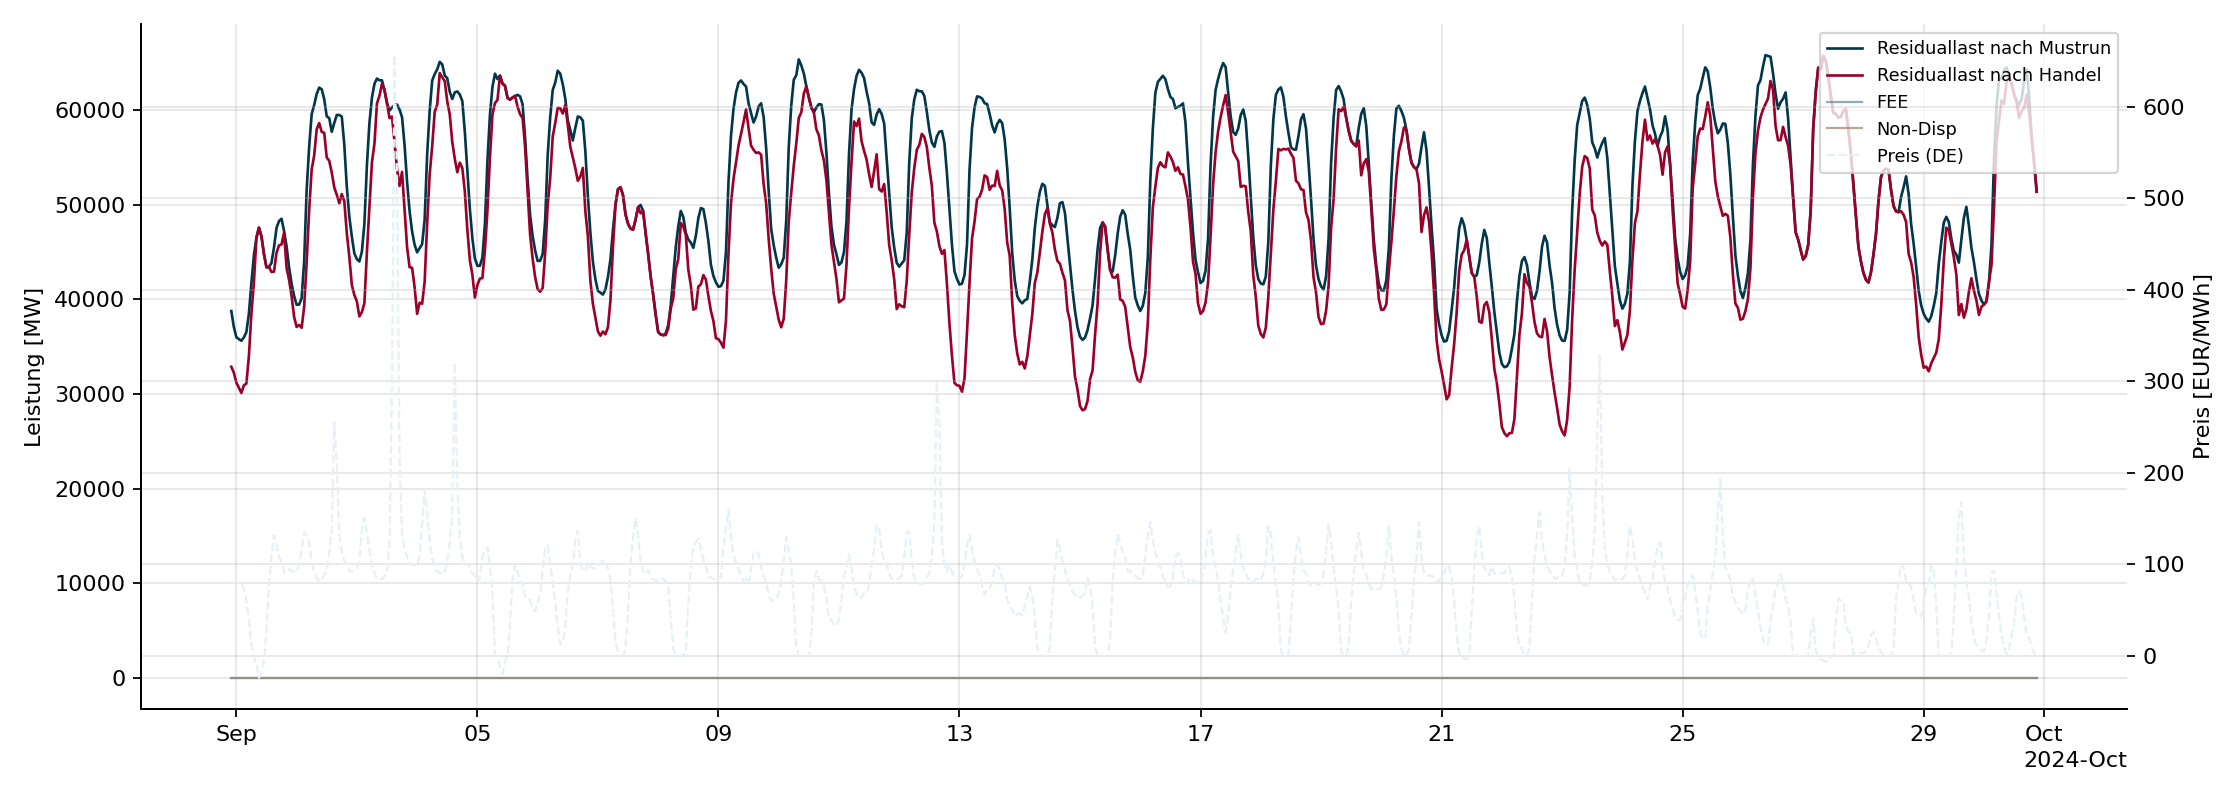 Residuallast nach Mustrun
Residuallast nach Handel
FEE
Non-Disp
Preis (DE)
Leistung [MW]
60000
50000
40000
30000
20000
10000
0
Preis [EUR/MWh]
600
500
400
300
200
100
0
Sep 05 09 13 17 21 25 29 Oct
2024-Oct